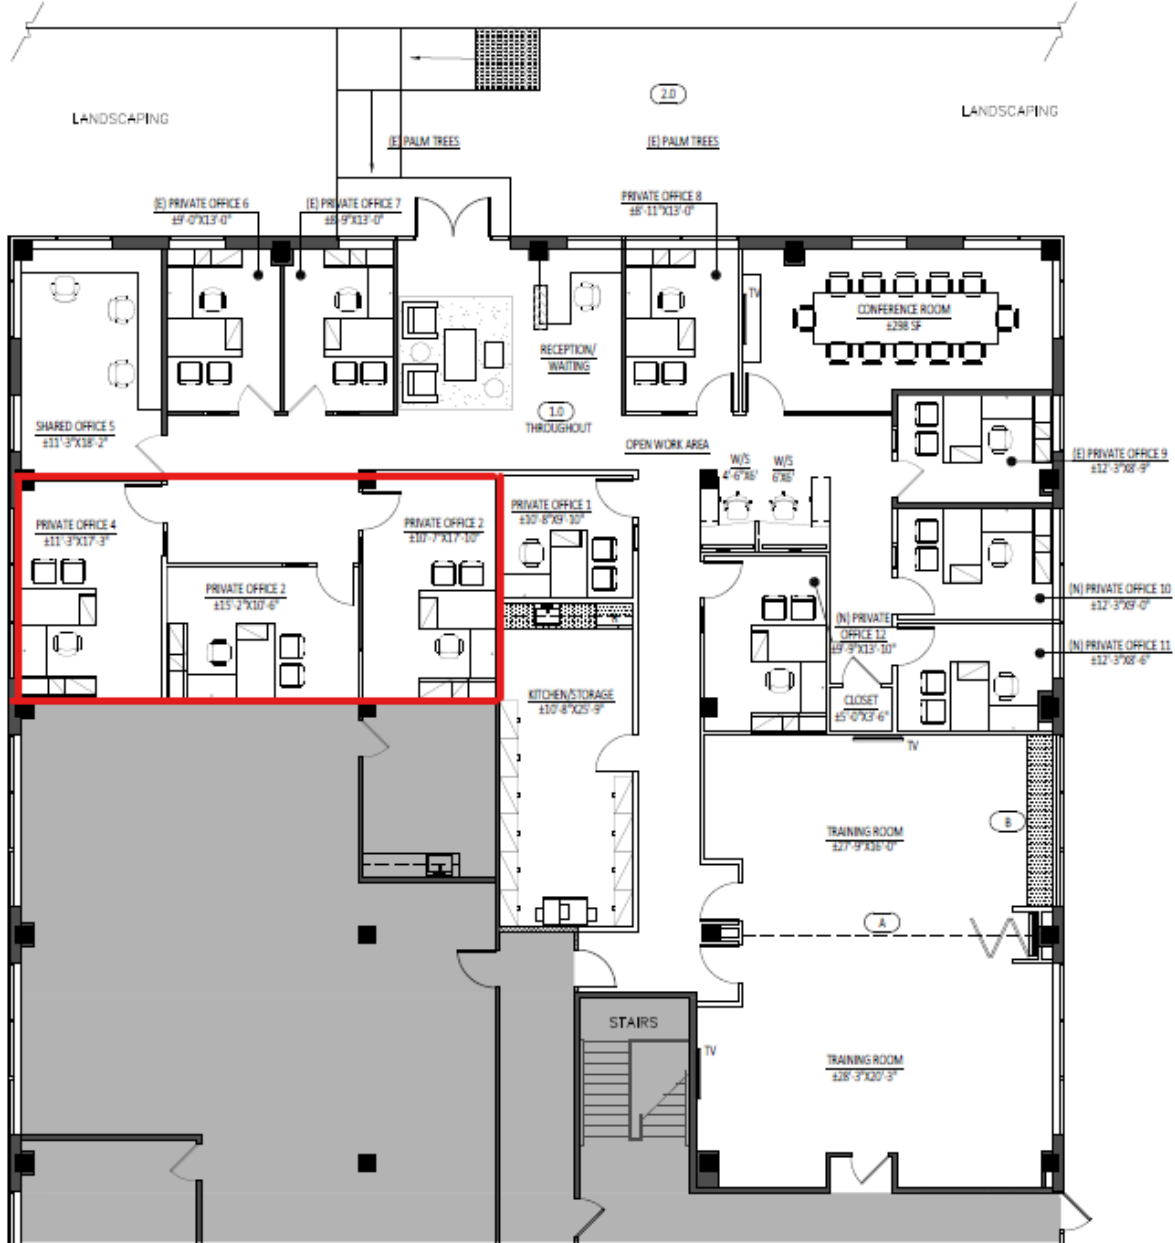 LANDSCAPING
2.0
LANDSCAPING
(E) PALM TREES
(E) PALM TREES
(E) PRIVATE OFFICE 6
±9'-0"X13'-0"
(E) PRIVATE OFFICE 7
±8'-9"X13'-0"
PRIVATE OFFICE 8
±8'-11"X13'-0"
TV
CONFERENCE ROOM
±298 SF
RECEPTION/
WAITING
1.0
THROUGHOUT
SHARED OFFICE 5
±11'-3"X18'-2"
OPEN WORK AREA
W/S
4'-6"X6'
W/S
6'X6'
(E) PRIVATE OFFICE 9
±12'-3"X8'-9"
PRIVATE OFFICE 4
±11'-3"X17'-3"
PRIVATE OFFICE 2
±10'-7"X17'-10"
PRIVATE OFFICE 1
±10'-8"X9'-10"
PRIVATE OFFICE 2
±15'-2"X10'-6"
(N) PRIVATE OFFICE 10
±12'-3"X9'-0"
(N) PRIVATE
OFFICE 12
±9'-9"X13'-10"
(N) PRIVATE OFFICE 11
±12'-3"X8'-6"
KITCHEN/STORAGE
±10'-8"X25'-9"
CLOSET
±5'-0"X3'-6"
TV
TRAINING ROOM
±27'-9"X16'-0"
B
A
STAIRS
TV
TRAINING ROOM
±28'-3"X20'-3"